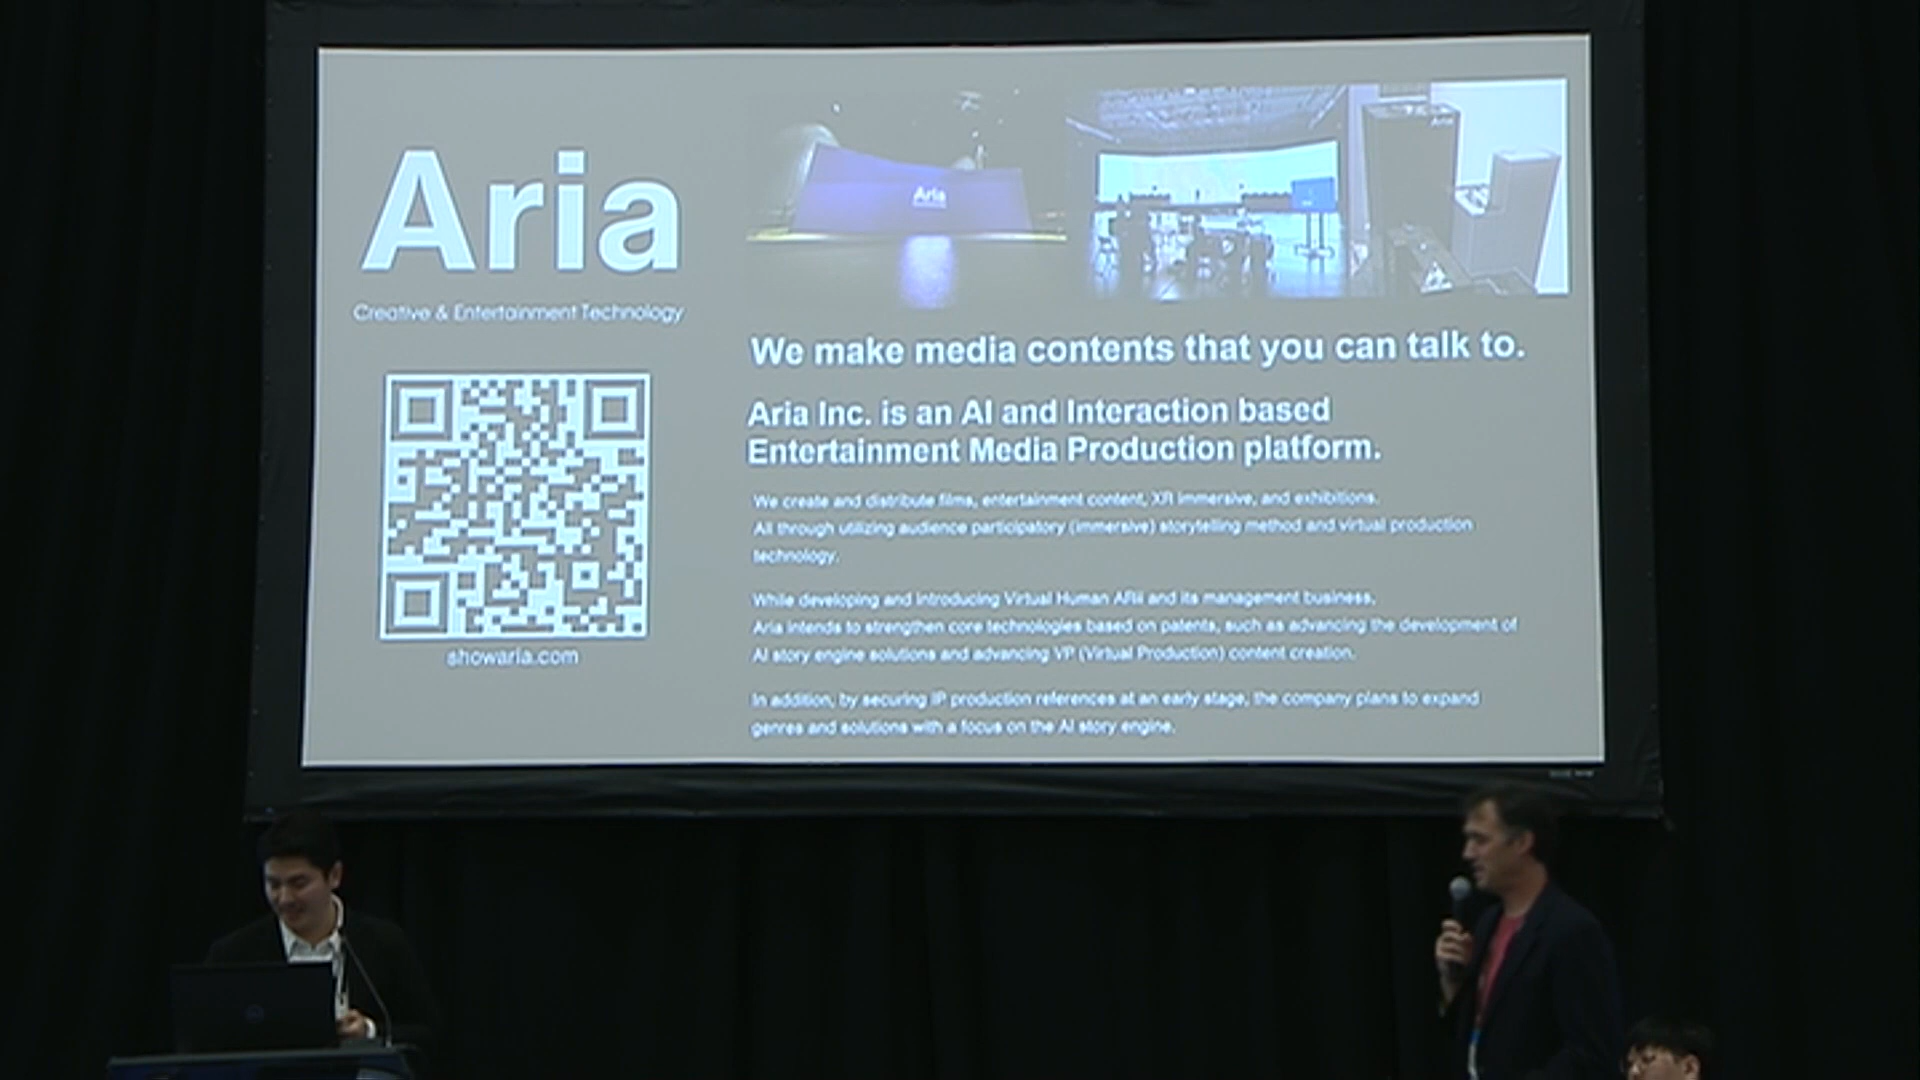 Aria
Creative & Entertainment Technology
showaria.com
Aria
Aria
We make media contents that you can talk to.
Aria Inc. is an AI and Interaction based
Entertainment Media Production platform.
We create and distribute films, entertainment content, XR immersive, and exhibitions.
All through utilizing audience participatory (immersive) storytelling method and virtual production
technology.
While developing and introducing Virtual Human ARii and its management business,
Aria intends to strengthen core technologies based on patents, such as advancing the development of
AI story engine solutions and advancing VP (Virtual Production) content creation.
In addition, by securing IP production references at an early stage, the company plans to expand
genres and solutions with a focus on the AI story engine.